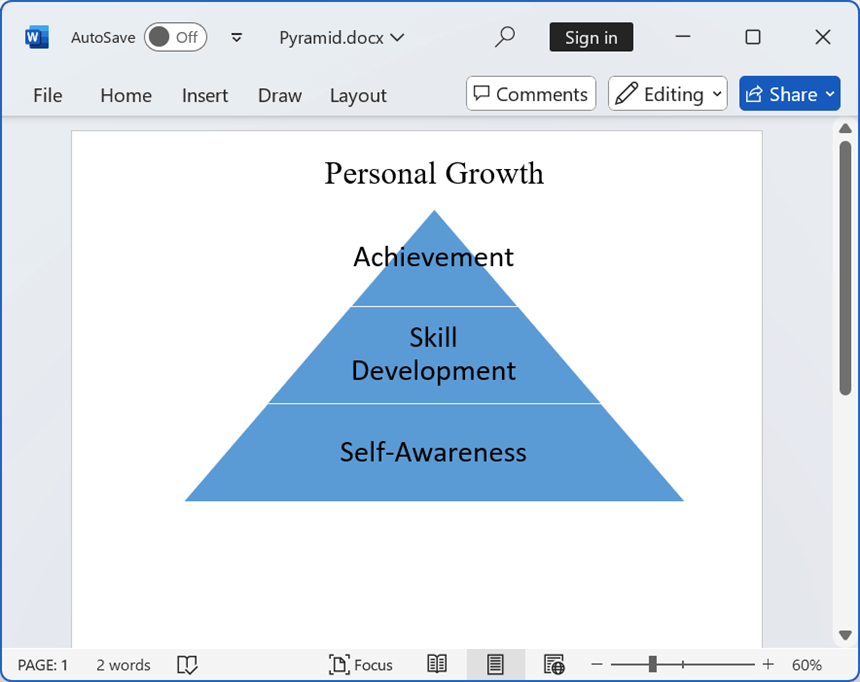 W AutoSave Off Pyramid.docx Sign in
File Home Insert Draw Layout Comments Editing Share
Personal Growth
Achievement
Skill
Development
Self-Awareness
PAGE: 1 2 words Focus 60%